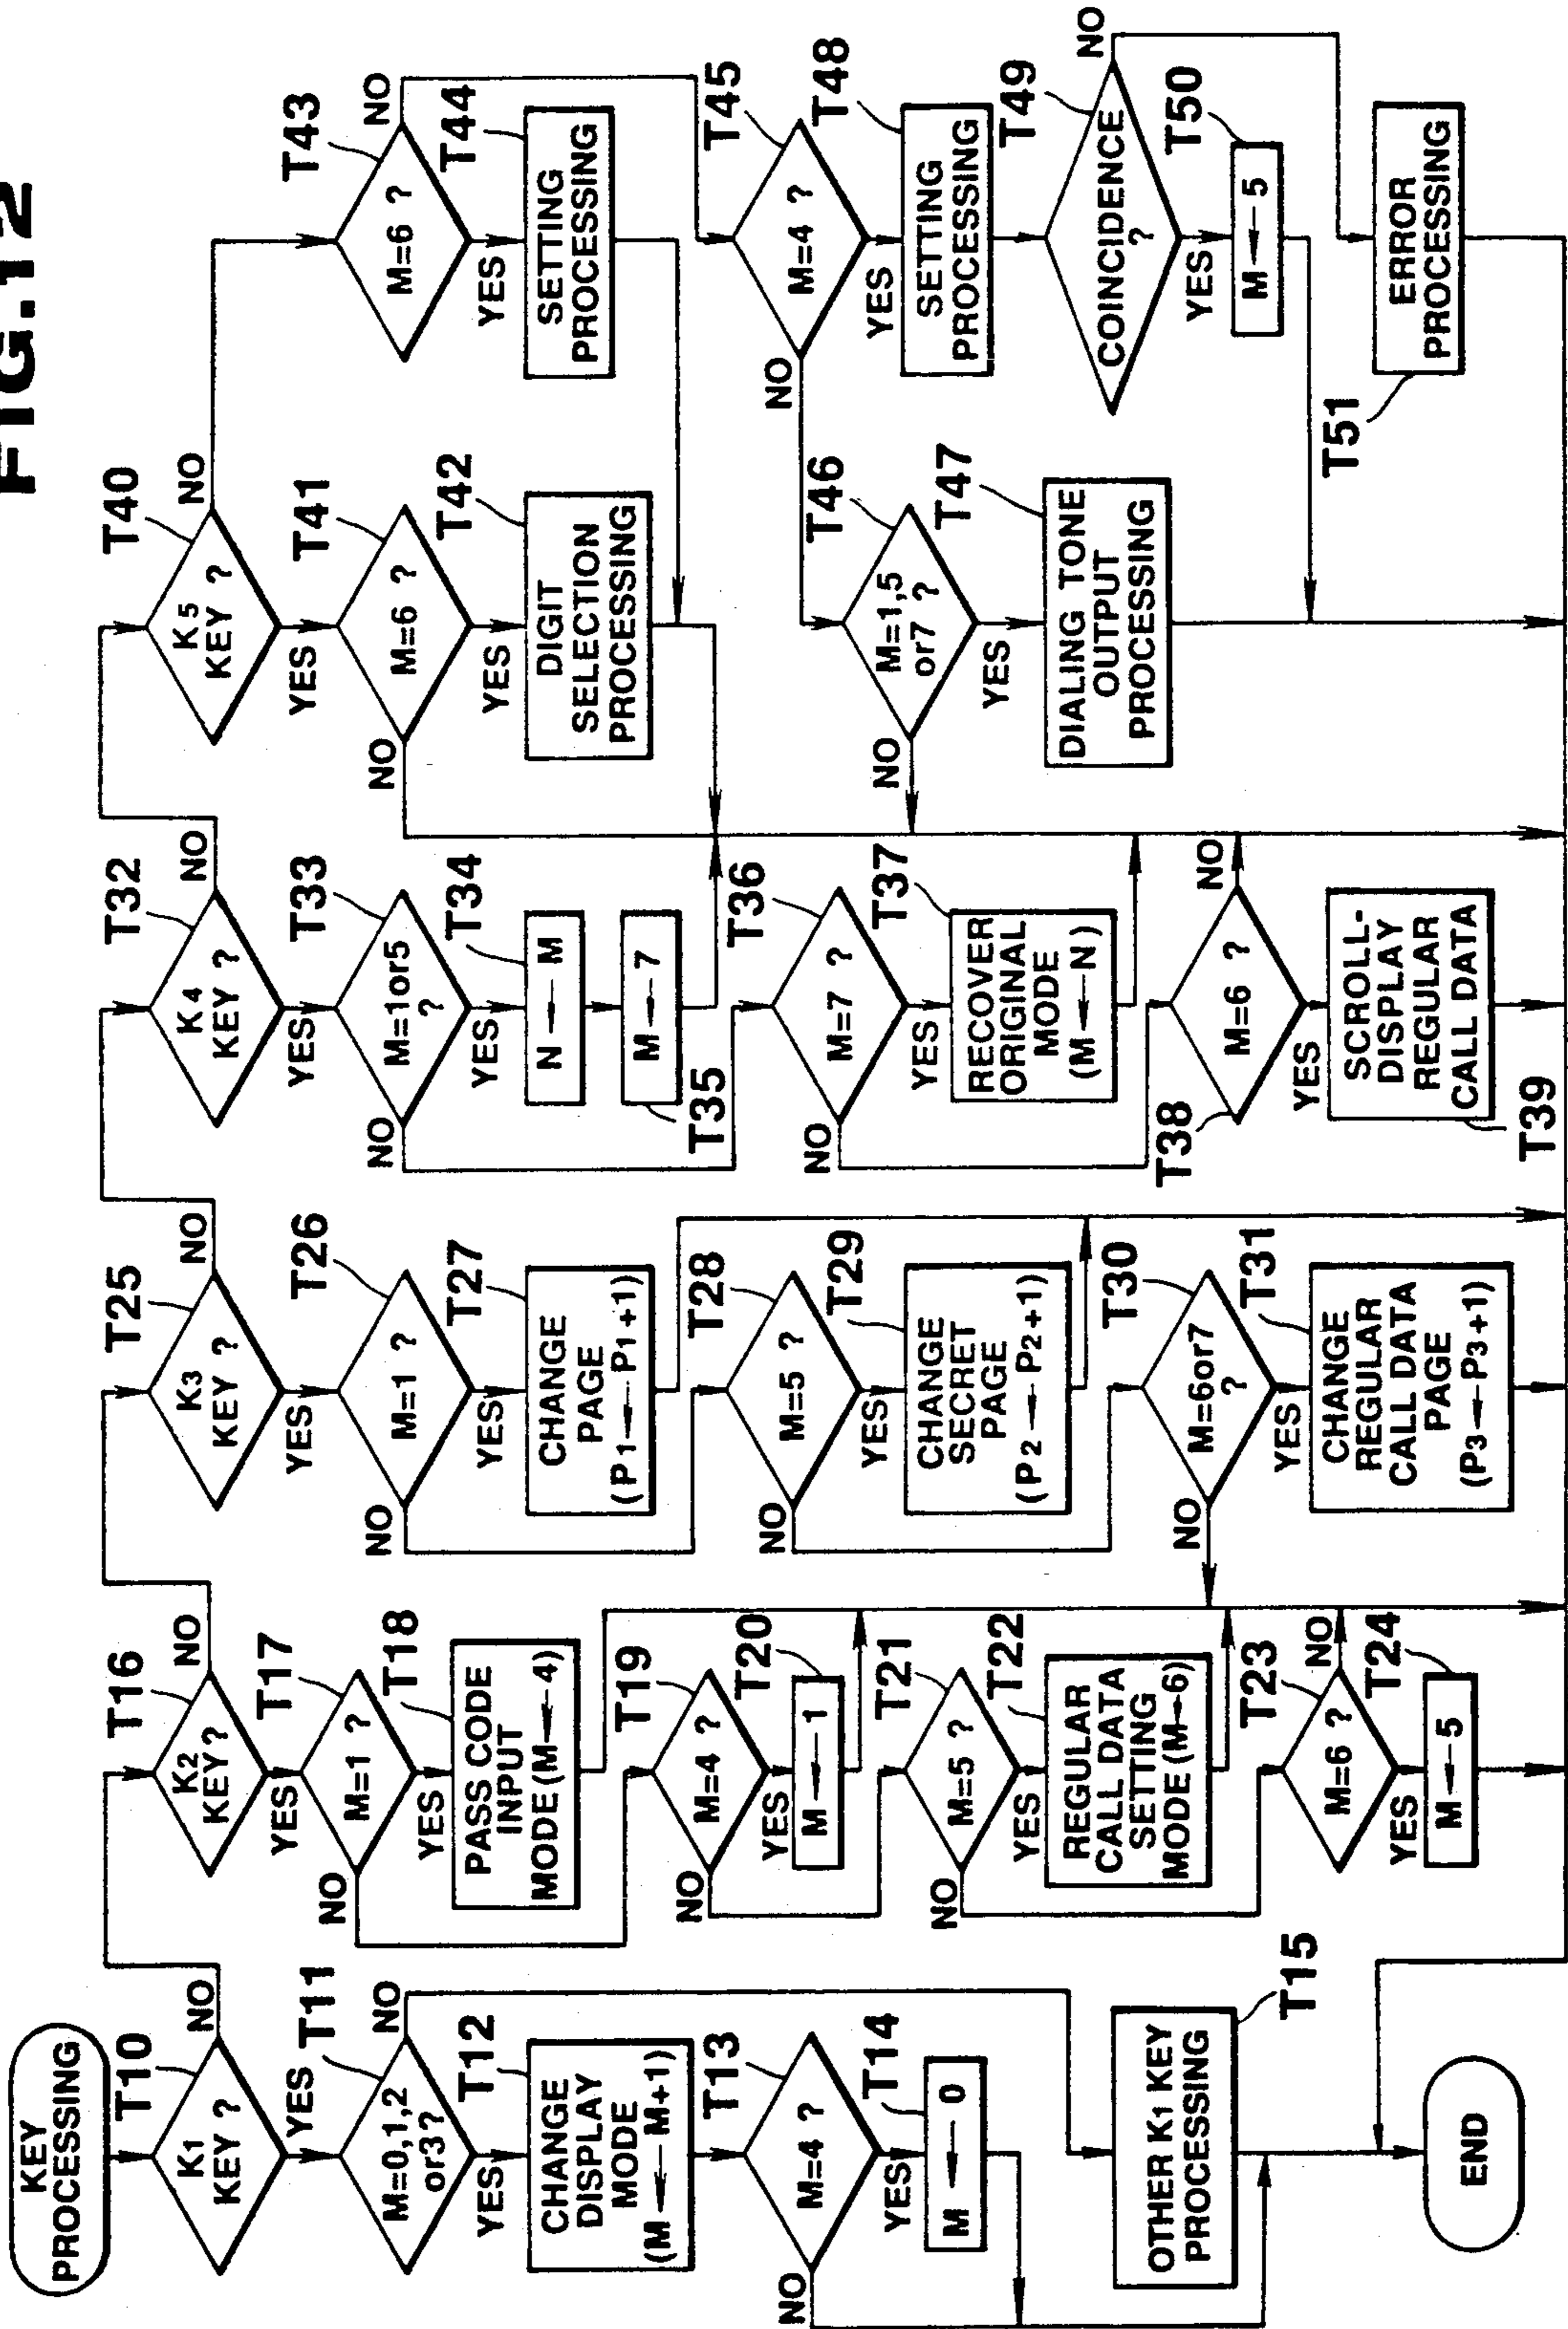 FIG.12
KEY
PROCESSING
T10
K1
KEY ?
NO
YES
T11
M=0,1,2
or3?
NO
YES
T12
CHANGE
DISPLAY
MODE
(M←M+1)
T13
M=4 ?
NO
YES
T14
M←0
T15
OTHER K1 KEY
PROCESSING
END
T16
K2
KEY?
NO
YES
T17
M=1 ?
NO
YES
T18
PASS CODE
INPUT
MODE(M←4)
T19
M=4 ?
NO
YES
T20
M←1
T21
M=5 ?
NO
YES
T22
REGULAR
CALL DATA
SETTING
MODE(M←6)
T23
M=6 ?
NO
YES
T24
M←5
T25
K3
KEY ?
NO
YES
T26
M=1 ?
NO
YES
T27
CHANGE
PAGE
(P1←P1+1)
T28
M=5 ?
NO
YES
T29
CHANGE
SECRET
PAGE
(P2←P2+1)
T30
M=6or7
?
NO
YES
T31
CHANGE
REGULAR
CALL DATA
PAGE
(P3←P3+1)
T32
K4
KEY ?
NO
YES
T33
M=1or5
?
NO
YES
T34
N←M
T35
M←7
T36
M=7 ?
NO
YES
T37
RECOVER
ORIGINAL
MODE
(M←N)
T38
M=6 ?
NO
YES
T39
SCROLL-
DISPLAY
REGULAR
CALL DATA
T40
K5
KEY ?
NO
YES
T41
M=6 ?
NO
YES
T42
DIGIT
SELECTION
PROCESSING
T43
M=6 ?
NO
YES
T44
SETTING
PROCESSING
T45
M=4 ?
NO
YES
T46
M=1,5
or7 ?
NO
YES
T47
DIALING TONE
OUTPUT
PROCESSING
T48
SETTING
PROCESSING
T49
COINCIDENCE
?
NO
YES
T50
M←5
T51
ERROR
PROCESSING